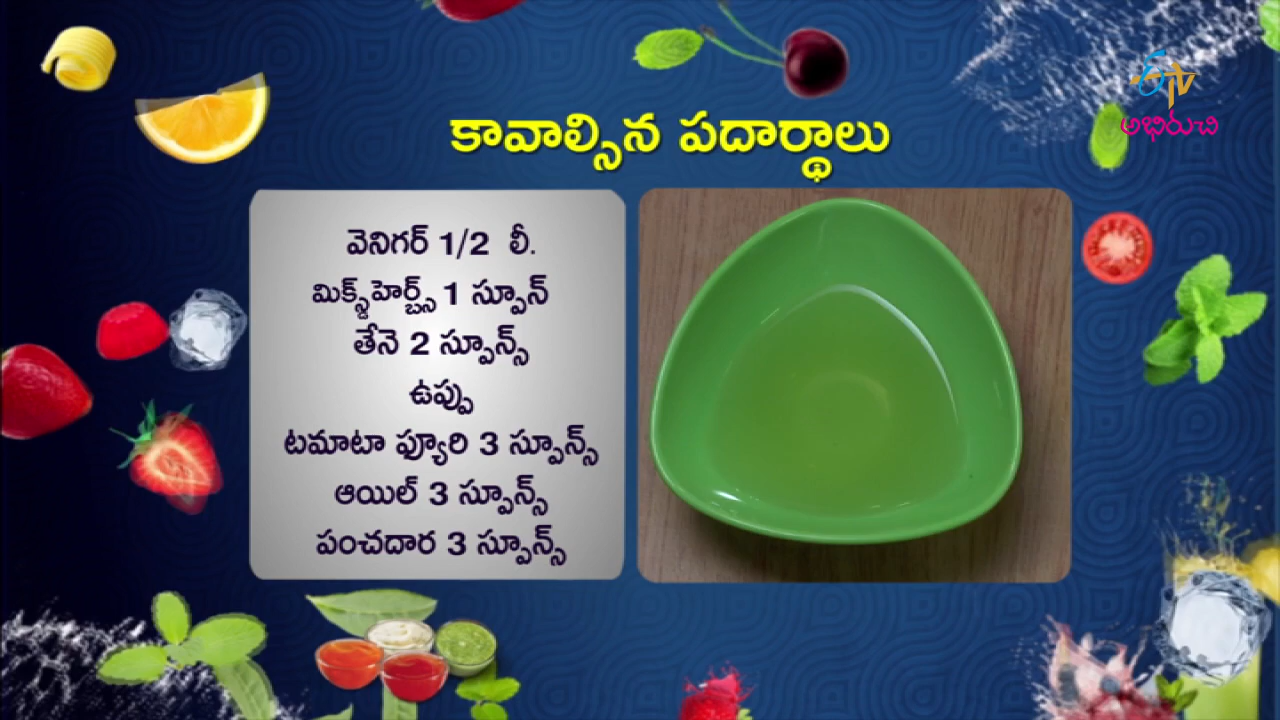 ETV
అభిరుచి
కావాల్సిన పదార్థాలు
వెనిగర్ 1/2 లీ.
మిక్స్డ్‌హెర్బ్స్ 1 స్పూన్
తేనె 2 స్పూన్స్
ఉప్పు
టమాటా ఫ్యూరి 3 స్పూన్స్
ఆయిల్ 3 స్పూన్స్
పంచదార 3 స్పూన్స్